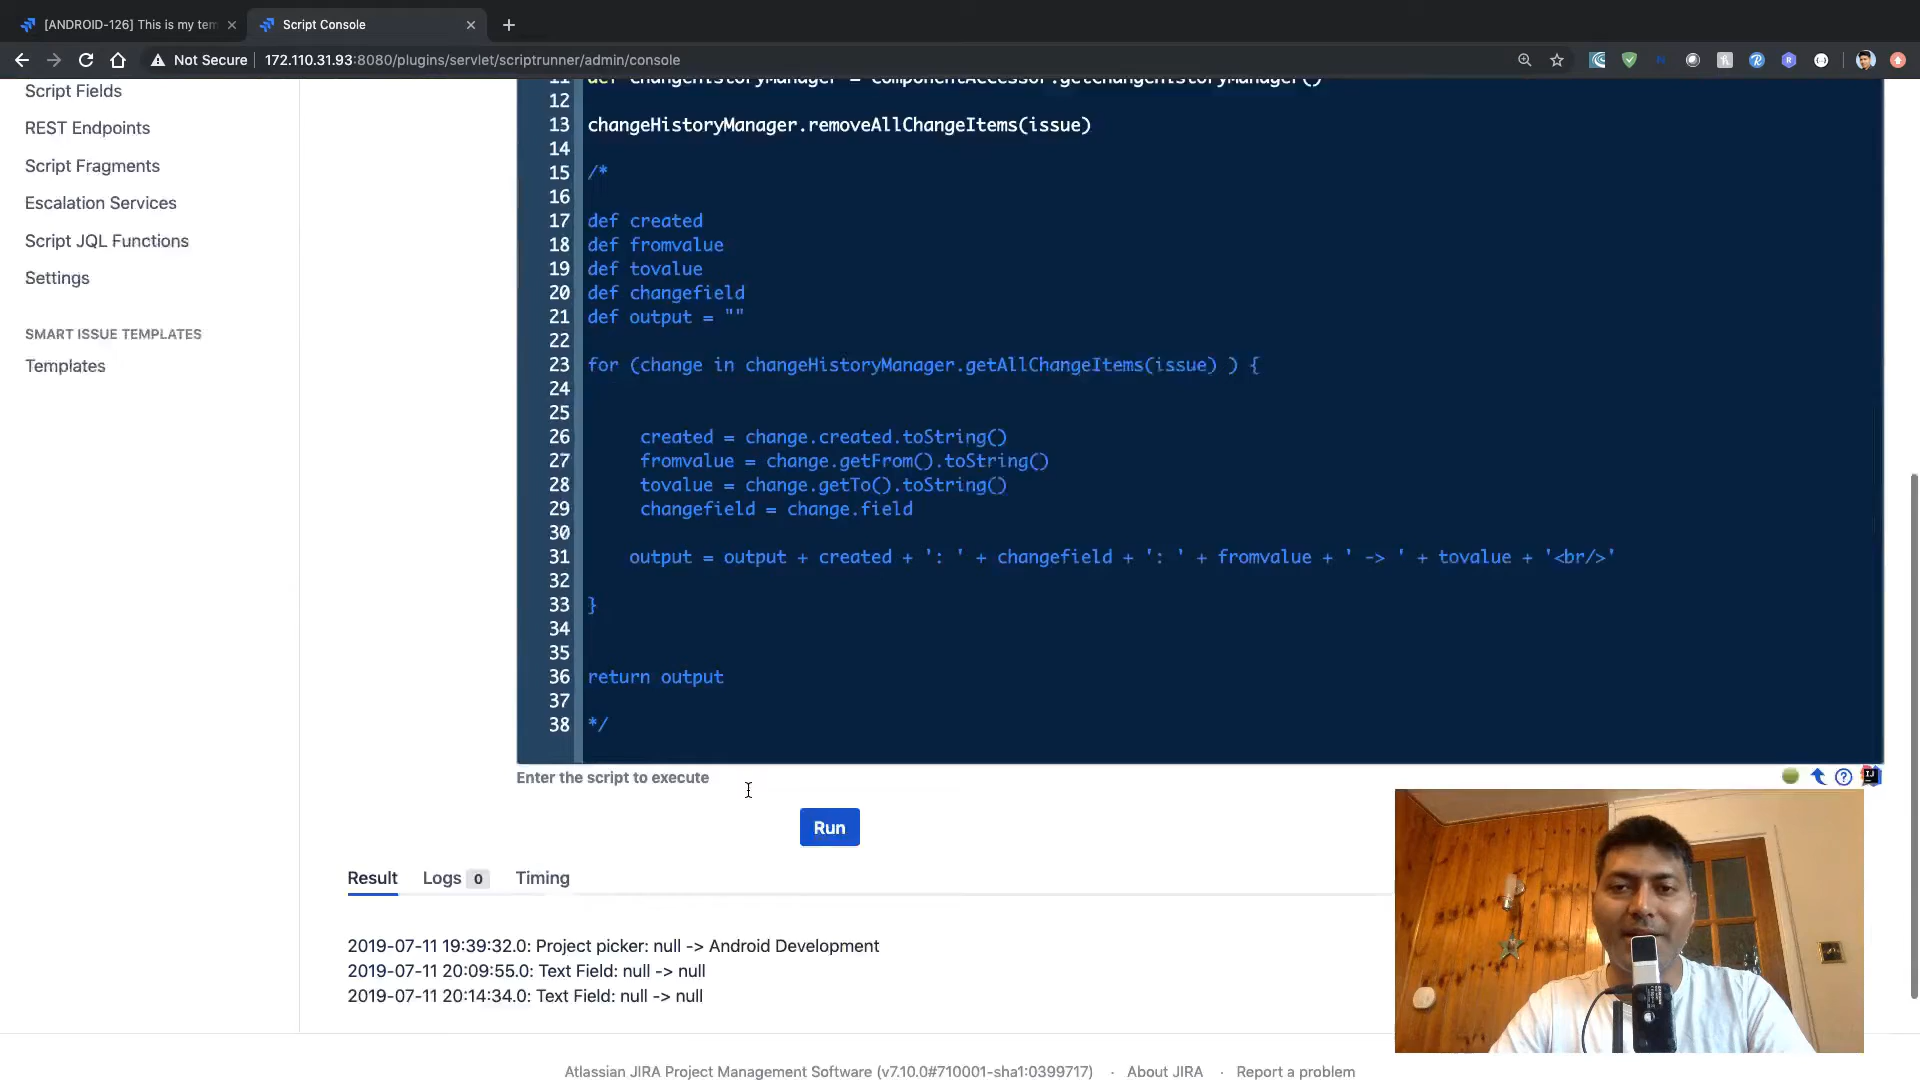 [ANDROID-126] This is my tem
Script Console
Not Secure
172.110.31.93:8080/plugins/servlet/scriptrunner/admin/console
Script Fields
REST Endpoints
Script Fragments
Escalation Services
Script JQL Functions
Settings
SMART ISSUE TEMPLATES
Templates
11 def changeHistoryManager = ComponentAccessor.getChangeHistoryManager()
12
13 changeHistoryManager.removeAllChangeItems(issue)
14
15 /*
16
17 def created
18 def fromvalue
19 def tovalue
20 def changefield
21 def output = ""
22
23 for (change in changeHistoryManager.getAllChangeItems(issue) ) {
24
25
26 created = change.created.toString()
27 fromvalue = change.getFrom().toString()
28 tovalue = change.getTo().toString()
29 changefield = change.field
30
31 output = output + created + ': ' + changefield + ': ' + fromvalue + ' -> ' + tovalue + '<br/>'
32
33 }
34
35
36 return output
37
38 */
Enter the script to execute
Run
Result Logs 0 Timing
2019-07-11 19:39:32.0: Project picker: null -> Android Development
2019-07-11 20:09:55.0: Text Field: null -> null
2019-07-11 20:14:34.0: Text Field: null -> null
Atlassian JIRA Project Management Software (v7.10.0#710001-sha1:0399717) · About JIRA · Report a problem